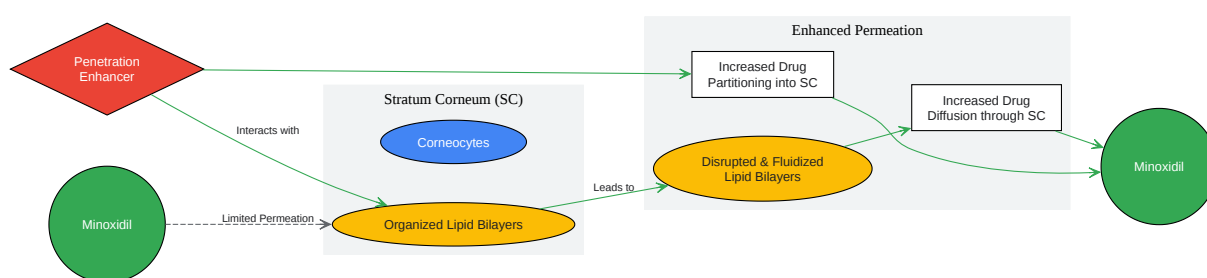 Enhanced Permeation
Penetration
Enhancer
Increased Drug
Partitioning into SC
Stratum Corneum (SC)
Increased Drug
Diffusion through SC
Interacts with
Corneocytes
Disrupted & Fluidized
Lipid Bilayers
Minoxidil
Leads to
Minoxidil
Limited Permeation
Organized Lipid Bilayers